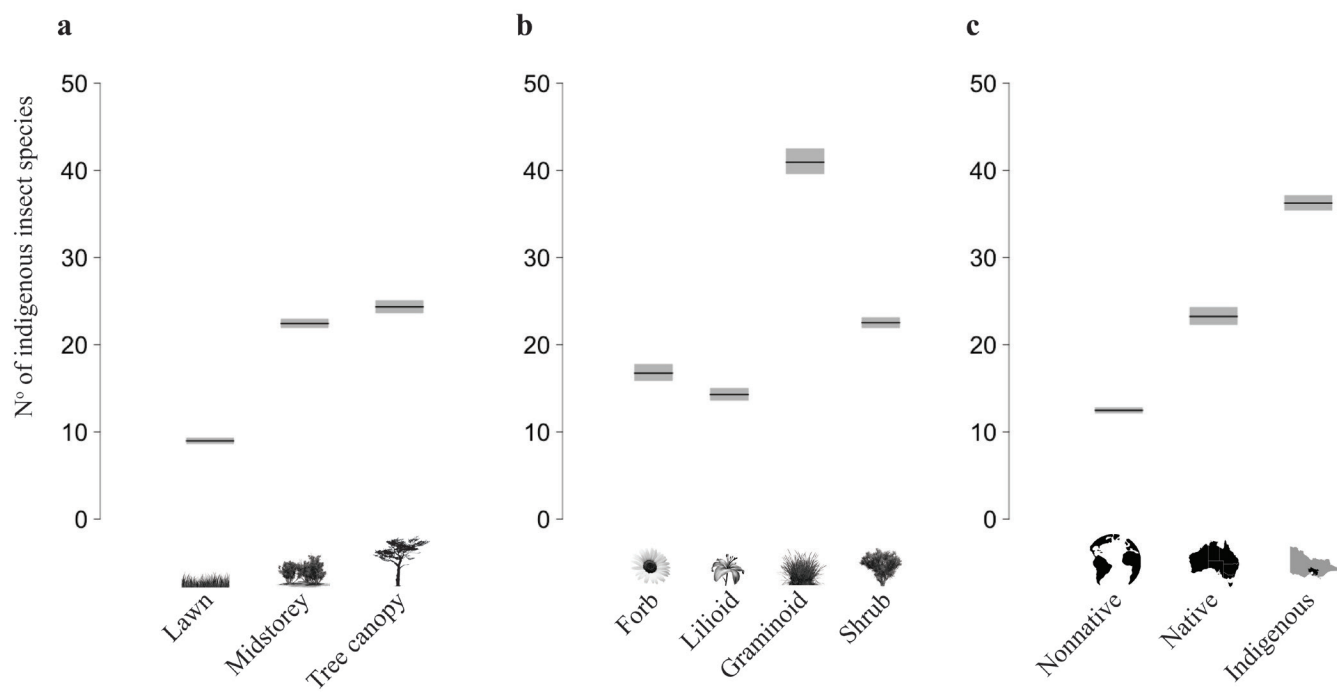 a
b
c
Nº of indigenous insect species
50
40
30
20
10
0
Lawn
Midstorey
Tree canopy
50
40
30
20
10
0
Forb
Lilioid
Graminoid
Shrub
50
40
30
20
10
0
Nonnative
Native
Indigenous